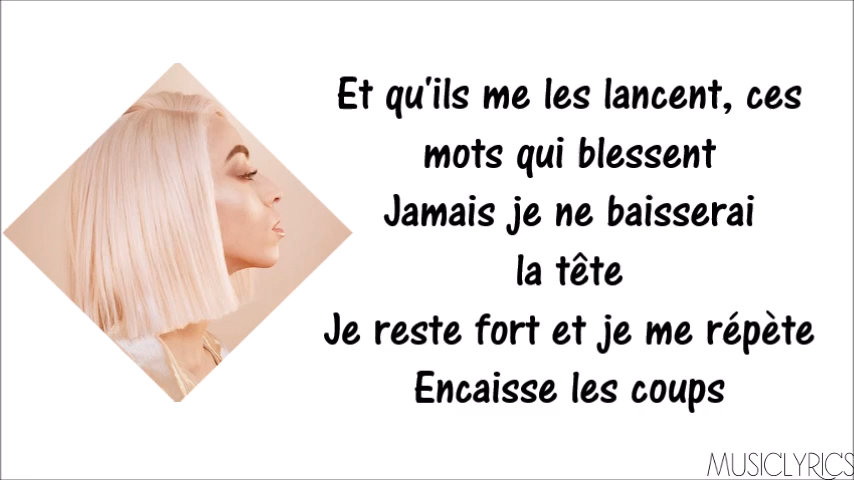 Et qu'ils me les lancent, ces
mots qui blessent
Jamais je ne baisserai
la tête
Je reste fort et je me répète
Encaisse les coups
MUSICLYRICS